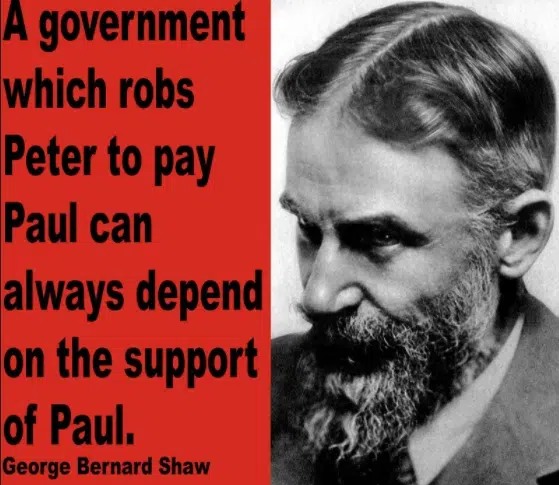 A government
which robs
Peter to pay
Paul can
always depend
on the support
of Paul.
George Bernard Shaw